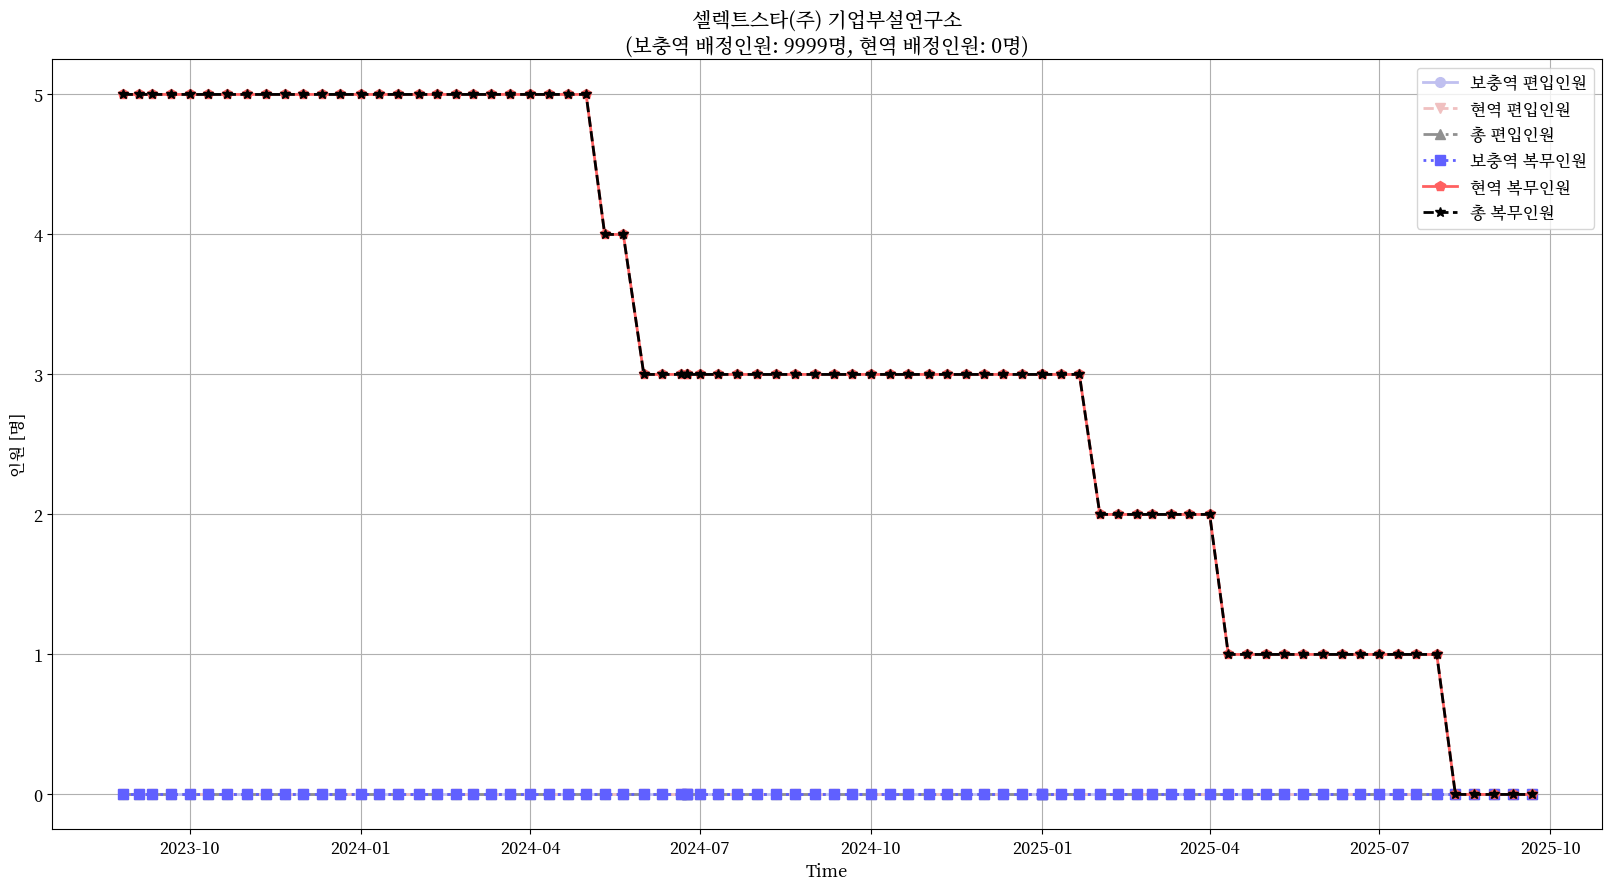 셀렉트스타(주) 기업부설연구소
(보충역 배정인원: 9999명, 현역 배정인원: 0명)
보충역 편입인원
현역 편입인원
총 편입인원
보충역 복무인원
현역 복무인원
총 복무인원
인원 [명]
5
4
3
2
1
0
2023-10
2024-01
2024-04
2024-07
2024-10
2025-01
2025-04
2025-07
2025-10
Time